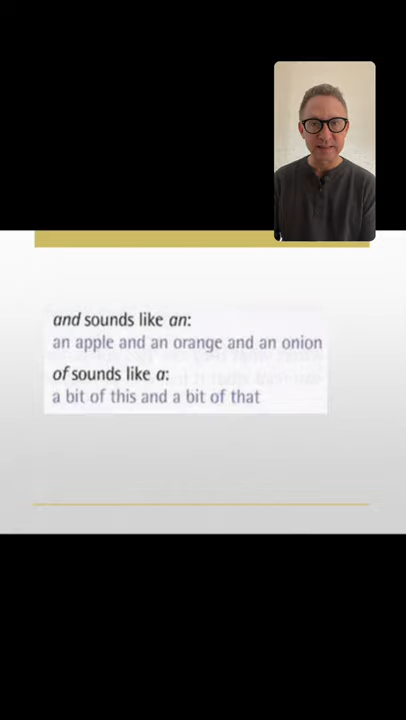 and sounds like an:
an apple and an orange and an onion
of sounds like a:
a bit of this and a bit of that